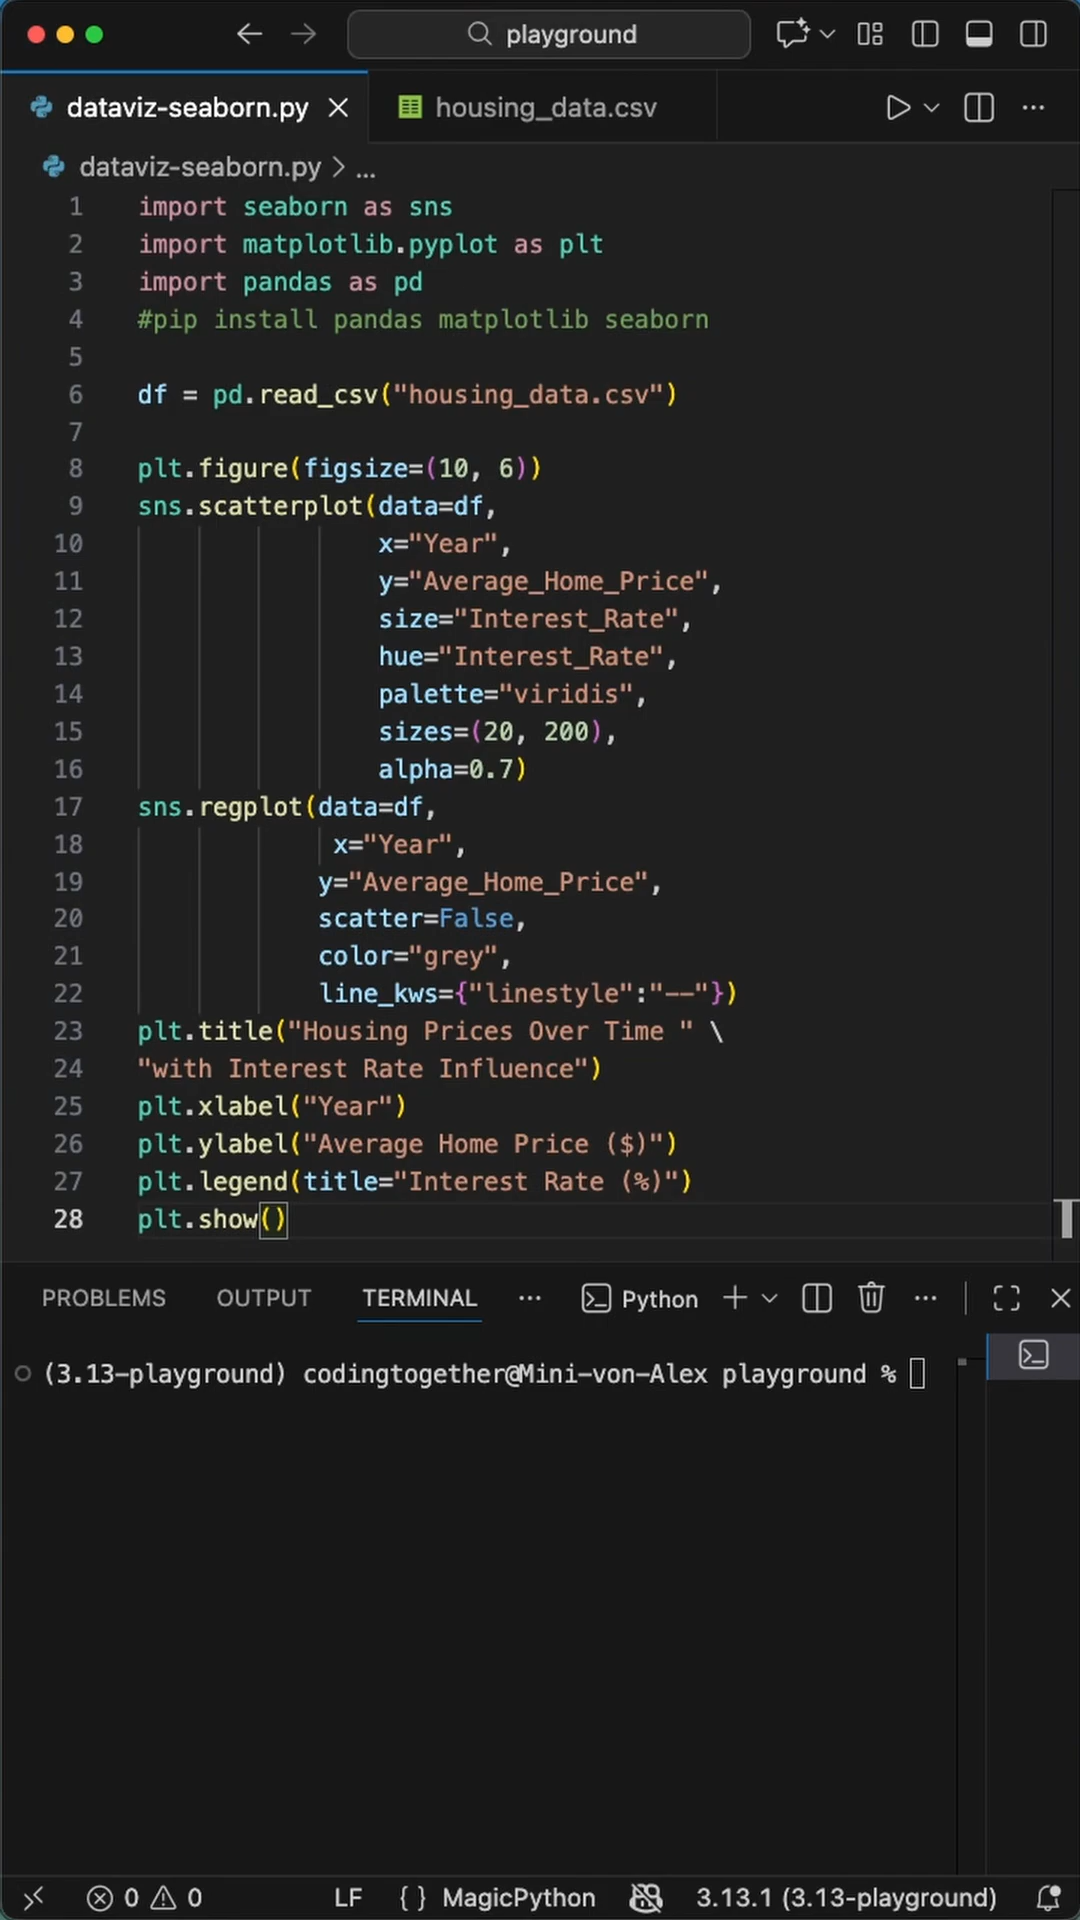 playground
dataviz-seaborn.py housing_data.csv
dataviz-seaborn.py > ...
1 import seaborn as sns
2 import matplotlib.pyplot as plt
3 import pandas as pd
4 #pip install pandas matplotlib seaborn
5
6 df = pd.read_csv("housing_data.csv")
7
8 plt.figure(figsize=(10, 6))
9 sns.scatterplot(data=df,
10 x="Year",
11 y="Average_Home_Price",
12 size="Interest_Rate",
13 hue="Interest_Rate",
14 palette="viridis",
15 sizes=(20, 200),
16 alpha=0.7)
17 sns.regplot(data=df,
18 x="Year",
19 y="Average_Home_Price",
20 scatter=False,
21 color="grey",
22 line_kws={"linestyle":"--"})
23 plt.title("Housing Prices Over Time " \
24 "with Interest Rate Influence")
25 plt.xlabel("Year")
26 plt.ylabel("Average Home Price ($)")
27 plt.legend(title="Interest Rate (%)")
28 plt.show()
PROBLEMS OUTPUT TERMINAL ... Python
(3.13-playground) codingtogether@Mini-von-Alex playground %
0 0 LF { } MagicPython 3.13.1 (3.13-playground)